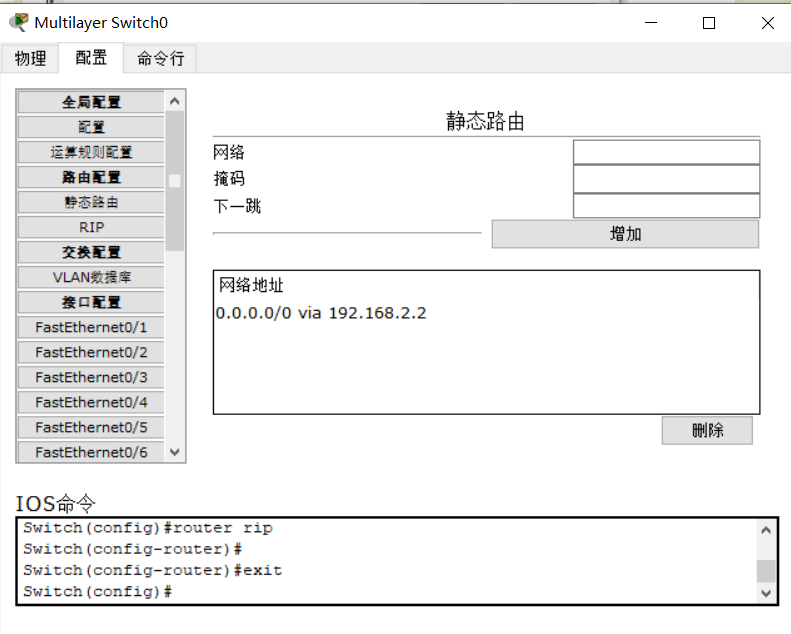 Multilayer Switch0
物理 配置 命令行
全局配置
配置
运算规则配置
路由配置
静态路由
RIP
交换配置
VLAN数据库
接口配置
FastEthernet0/1
FastEthernet0/2
FastEthernet0/3
FastEthernet0/4
FastEthernet0/5
FastEthernet0/6
静态路由
网络
掩码
下一跳
增加
网络地址
0.0.0.0/0 via 192.168.2.2
删除
IOS命令
Switch(config)#router rip
Switch(config-router)#
Switch(config-router)#exit
Switch(config)#